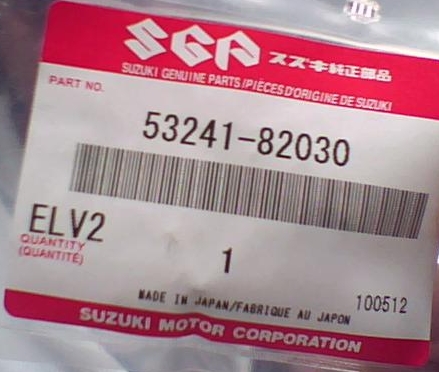 SGP スズキ純正部品
SUZUKI GENUINE PARTS/PIÈCES D'ORIGINE DE SUZUKI
PART NO.
53241-82030
ELV2
QUANTITY
(QUANTITÉ)
1
MADE IN JAPAN/FABRIQUE AU JAPON
100512
SUZUKI MOTOR CORPORATION